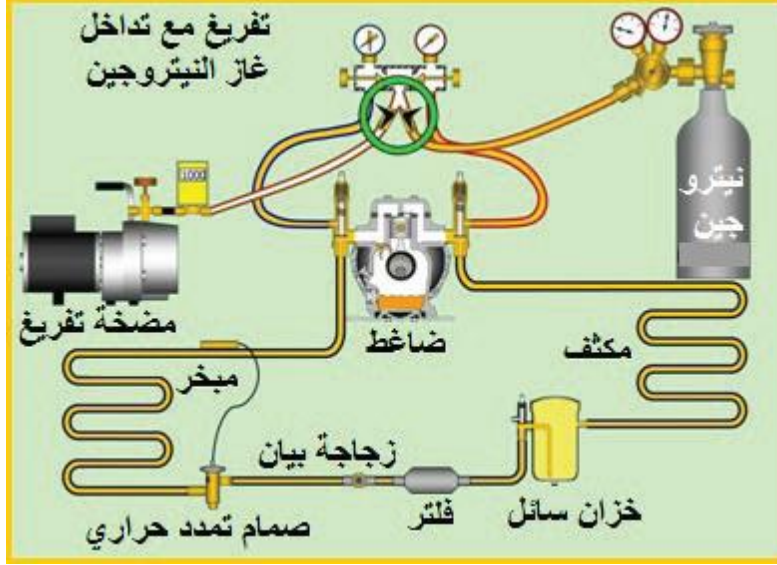 تفريغ مع تداخل
غاز النيتروجين
1000
نيترو
جين
مضخة تفريغ
ضاغط
مكثف
مبخر
زجاجة بيان
صمام تمدد حراري
فلتر
خزان سائل